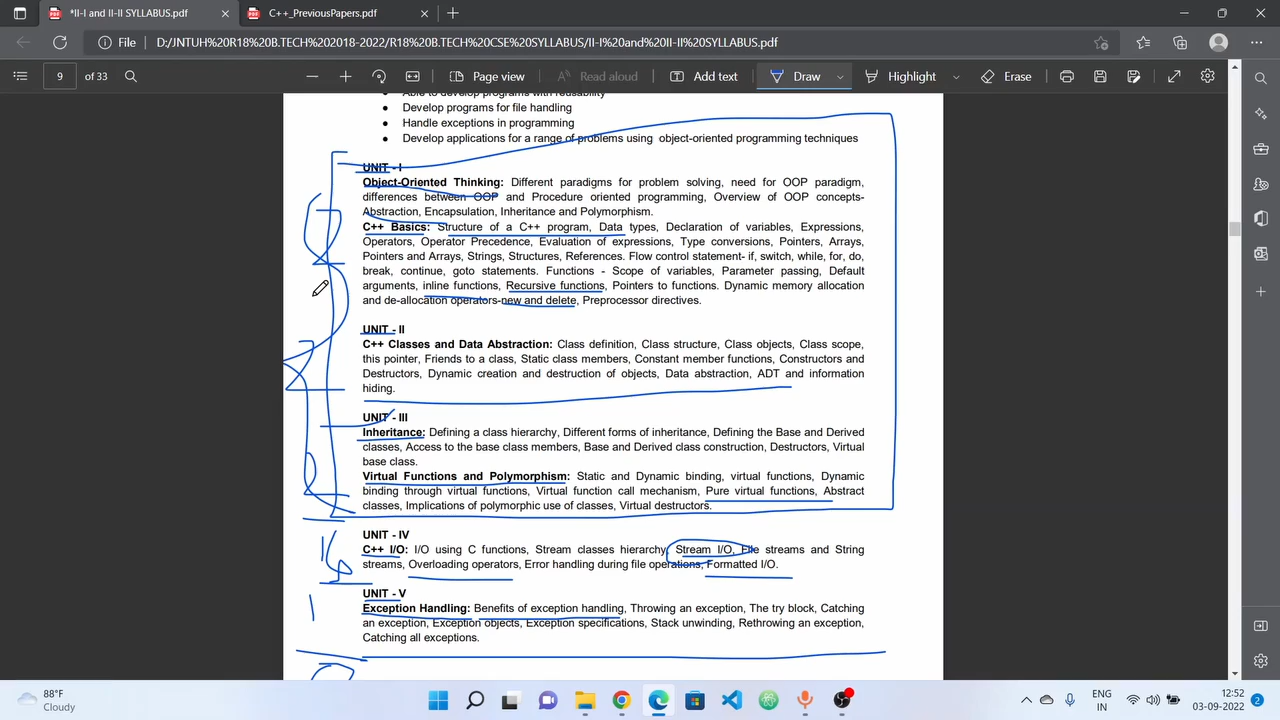 *II-I and II-II SYLLABUS.pdf
C++_PreviousPapers.pdf
File
D:/JNTUH%20R18%20B.TECH%202018-2022/R18%20B.TECH%20CSE%20SYLLABUS/II-I%20and%20II-II%20SYLLABUS.pdf
9 of 33
Page view
Read aloud
Add text
Draw
Highlight
Erase
Able to develop programs with reusability
• Develop programs for file handling
• Handle exceptions in programming
• Develop applications for a range of problems using object-oriented programming techniques
UNIT - I
Object-Oriented Thinking: Different paradigms for problem solving, need for OOP paradigm,
differences between OOP and Procedure oriented programming, Overview of OOP concepts-
Abstraction, Encapsulation, Inheritance and Polymorphism.
C++ Basics: Structure of a C++ program, Data types, Declaration of variables, Expressions,
Operators, Operator Precedence, Evaluation of expressions, Type conversions, Pointers, Arrays,
Pointers and Arrays, Strings, Structures, References. Flow control statement- if, switch, while, for, do,
break, continue, goto statements. Functions - Scope of variables, Parameter passing, Default
arguments, inline functions, Recursive functions, Pointers to functions. Dynamic memory allocation
and de-allocation operators-new and delete, Preprocessor directives.
UNIT - II
C++ Classes and Data Abstraction: Class definition, Class structure, Class objects, Class scope,
this pointer, Friends to a class, Static class members, Constant member functions, Constructors and
Destructors, Dynamic creation and destruction of objects, Data abstraction, ADT and information
hiding.
UNIT - III
Inheritance: Defining a class hierarchy, Different forms of inheritance, Defining the Base and Derived
classes, Access to the base class members, Base and Derived class construction, Destructors, Virtual
base class.
Virtual Functions and Polymorphism: Static and Dynamic binding, virtual functions, Dynamic
binding through virtual functions, Virtual function call mechanism, Pure virtual functions, Abstract
classes, Implications of polymorphic use of classes, Virtual destructors.
UNIT - IV
C++ I/O: I/O using C functions, Stream classes hierarchy, Stream I/O, File streams and String
streams, Overloading operators, Error handling during file operations, Formatted I/O.
UNIT - V
Exception Handling: Benefits of exception handling, Throwing an exception, The try block, Catching
an exception, Exception objects, Exception specifications, Stack unwinding, Rethrowing an exception,
Catching all exceptions.
88°F
Cloudy
ENG
IN
12:52
03-09-2022
2